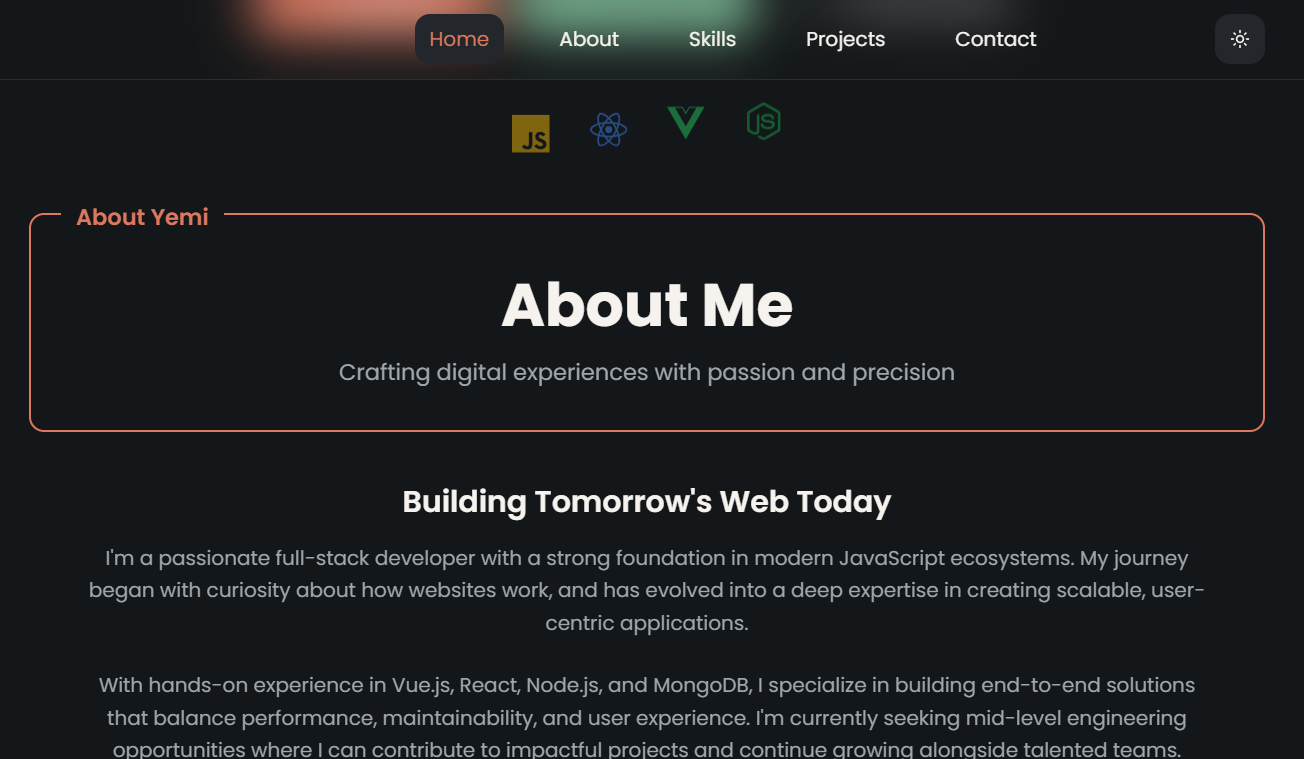 Home About Skills Projects Contact
JS JS
About Yemi
About Me
Crafting digital experiences with passion and precision
Building Tomorrow's Web Today
I'm a passionate full-stack developer with a strong foundation in modern JavaScript ecosystems. My journey
began with curiosity about how websites work, and has evolved into a deep expertise in creating scalable, user-
centric applications.
With hands-on experience in Vue.js, React, Node.js, and MongoDB, I specialize in building end-to-end solutions
that balance performance, maintainability, and user experience. I'm currently seeking mid-level engineering
opportunities where I can contribute to impactful projects and continue growing alongside talented teams.